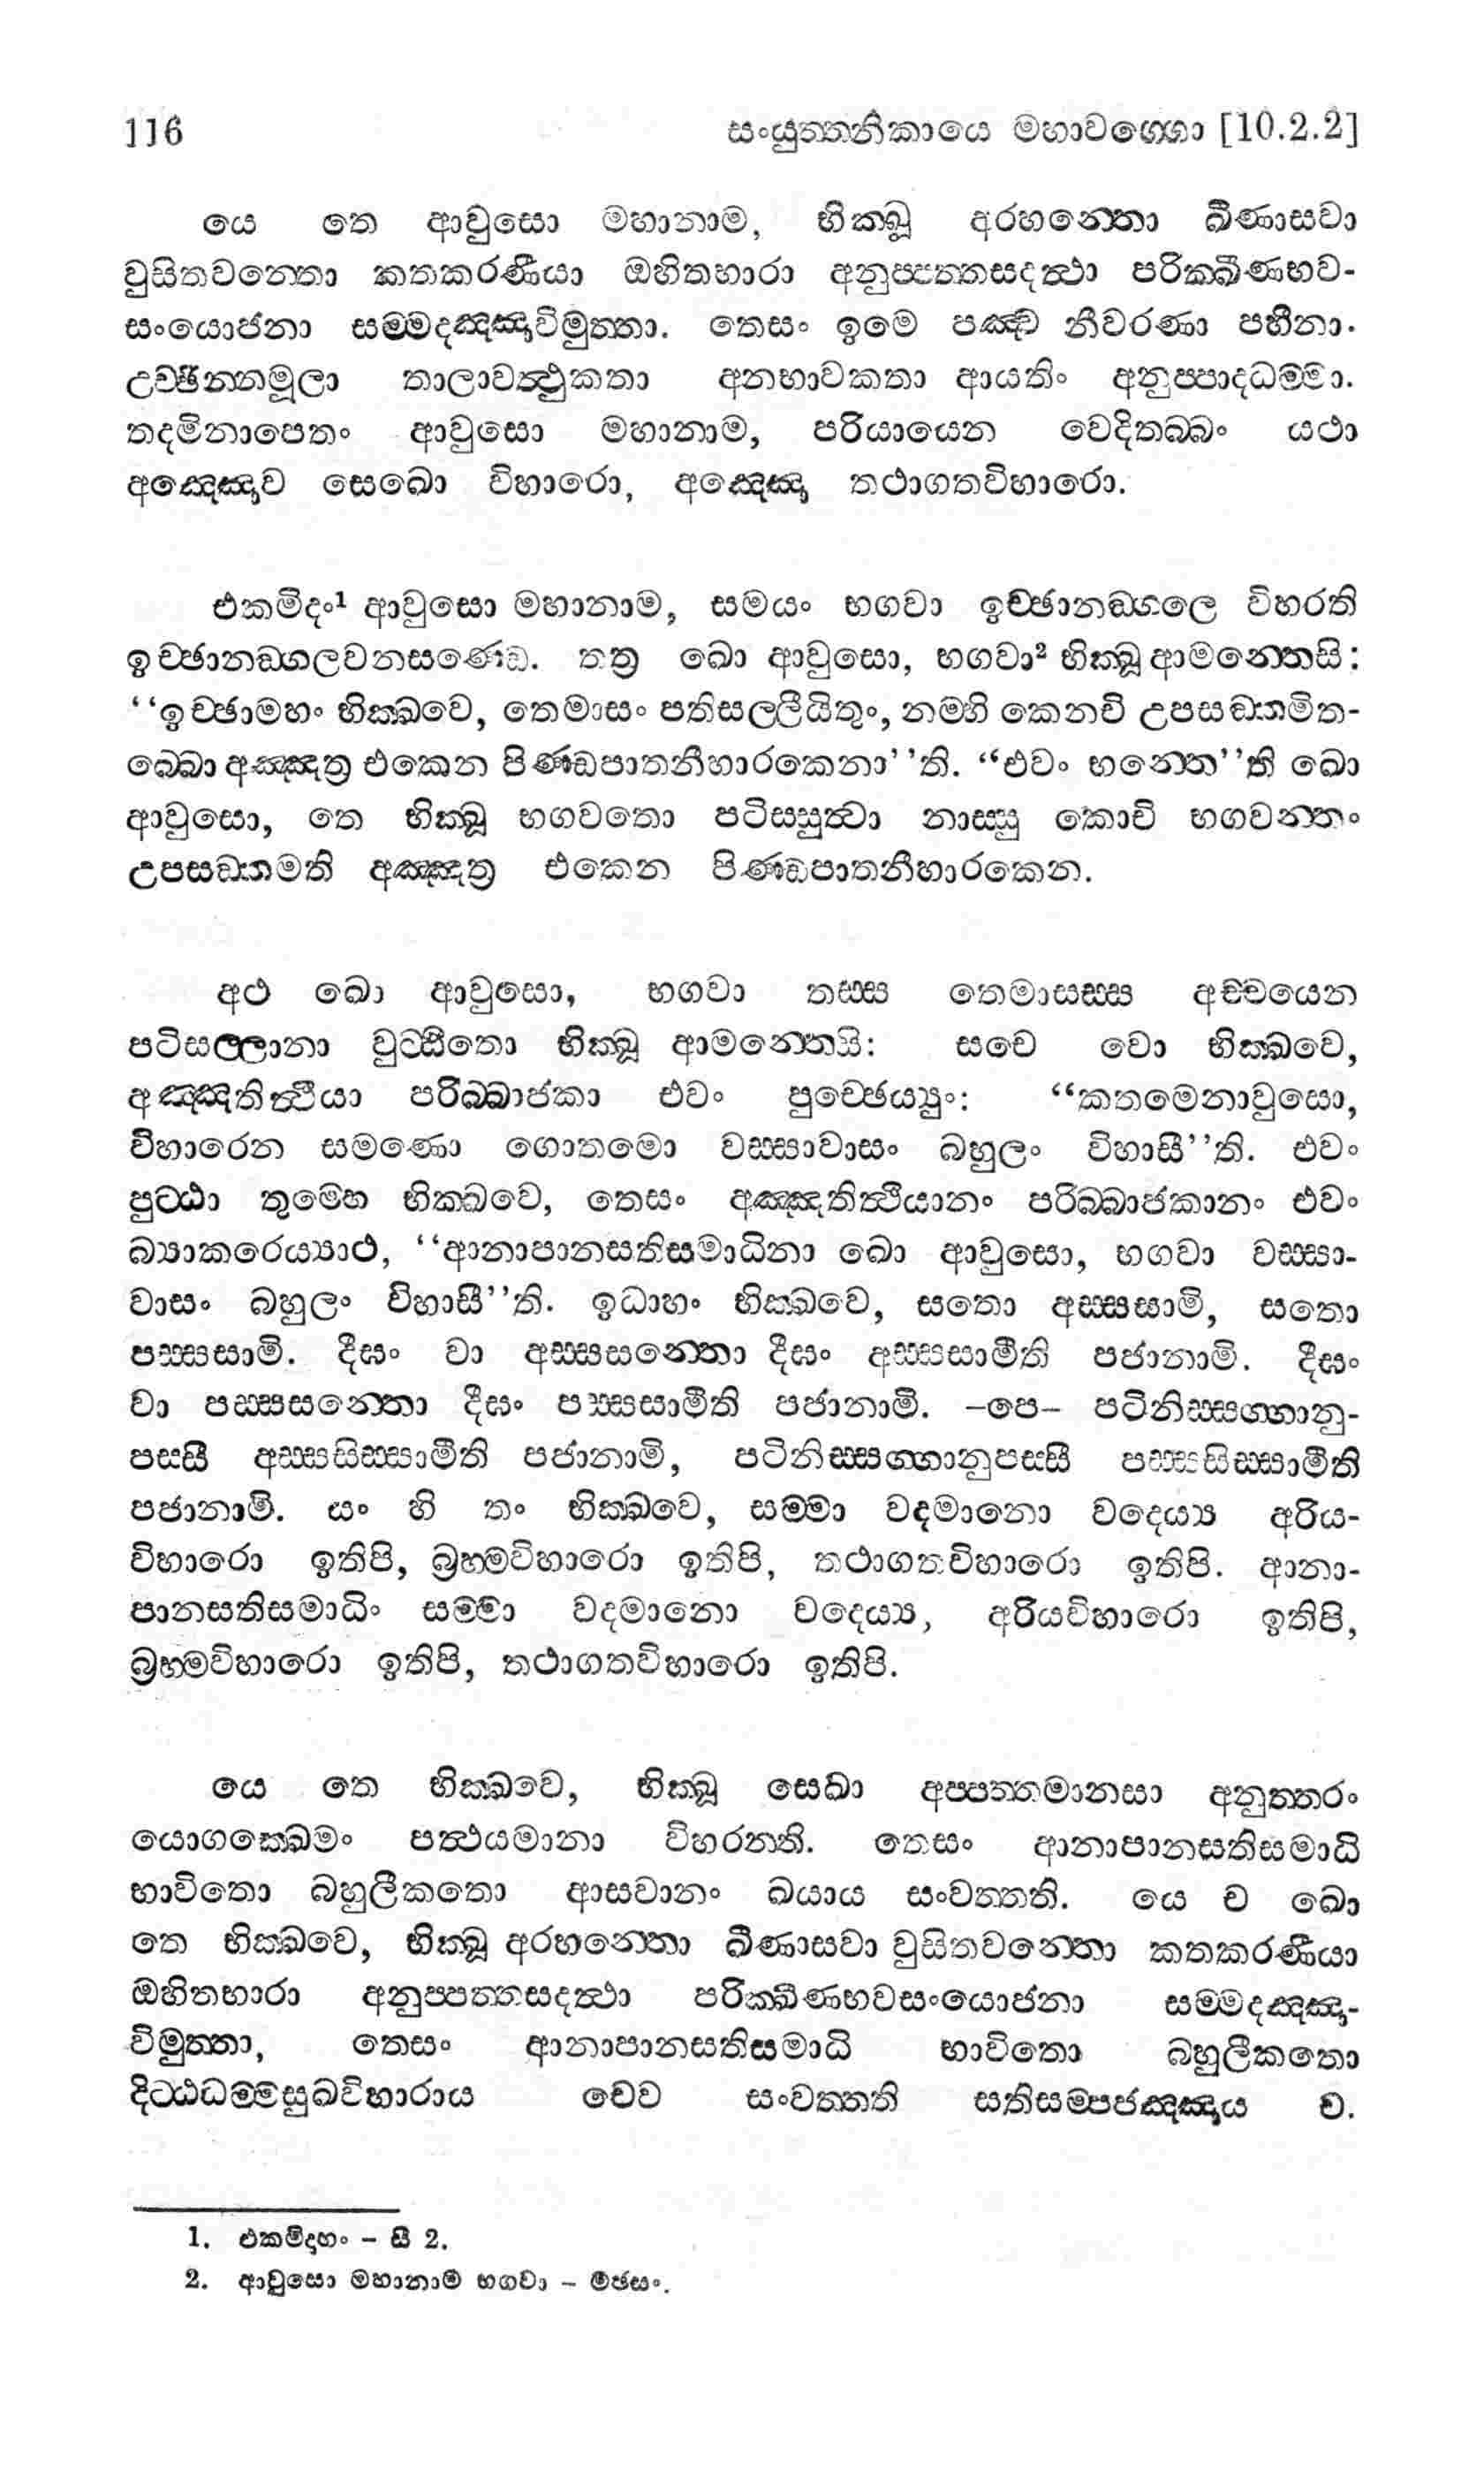 116 සංයුත්තනිකායෙ මහාවග්ගො [10.2.2]
යෙ තෙ ආවුසො මහානාම, භික්ඛූ අරහන්තො ඛීණාසවා
වුසිතවන්තො කතකරණීයා ඔහිතභාරා අනුප්පත්තසදත්ථා පරික්ඛීණභව-
සංයොජනා සම්මදඤ්ඤාවිමුත්තා. තෙසං ඉමෙ පඤ්ච නීවරණා පහීනා.
උච්ඡින්නමූලා තාලාවත්ථුකතා අනභාවකතා ආයතිං අනුප්පාදධම්මා.
තදමිනාපෙතං ආවුසො මහානාම, පරියායෙන වෙදිතබ්බං යථා
අඤ්ඤොව සෙඛො විහාරො, අඤ්ඤො තථාගතවිහාරො.
එකමිදං¹ ආවුසො මහානාම, සමයං භගවා ඉච්ඡානඞ්ගලෙ විහරති
ඉච්ඡානඞ්ගලවනසණ්ඩෙ. තත්‍ර ඛො ආවුසො, භගවා² භික්ඛූ ආමන්තෙසි:
‘‘ඉච්ඡාමහං භික්ඛවෙ, තෙමාසං පතිසල්ලීයිතුං, නම්හි කෙනචි උපසඞ්කමිත-
බ්බො අඤ්ඤත්‍ර එකෙන පිණ්ඩපාතනීහාරකෙනා’’ති. “එවං භන්තෙ’’ති ඛො
ආවුසො, තෙ භික්ඛූ භගවතො පටිස්සුත්වා නාස්සු කොචි භගවන්තං
උපසඞ්කමති අඤ්ඤත්‍ර එකෙන පිණ්ඩපාතනීහාරකෙන.
අථ ඛො ආවුසො, භගවා තස්ස තෙමාසස්ස අච්චයෙන
පටිසල්ලානා වුට්ඨිතො භික්ඛූ ආමන්තෙසි: සචෙ වො භික්ඛවෙ,
අඤ්ඤතිත්ථියා පරිබ්බාජකා එවං පුච්ඡෙය්‍යුං: “කතමෙනාවුසො,
විහාරෙන සමණො ගොතමො වස්සාවාසං බහුලං විහාසී’’ති. එවං
පුට්ඨා තුම්හෙ භික්ඛවෙ, තෙසං අඤ්ඤතිත්ථියානං පරිබ්බාජකානං එවං
බ්‍යාකරෙය්‍යාථ, ‘‘ආනාපානසතිසමාධිනා ඛො ආවුසො, භගවා වස්සා-
වාසං බහුලං විහාසී’’ති. ඉධාහං භික්ඛවෙ, සතො අස්සසාමි, සතො
පස්සසාමි. දීඝං වා අස්සසන්තො දීඝං අස්සසාමීති පජානාමි. දීඝං
වා පස්සසන්තො දීඝං පස්සසාමීති පජානාමි. –පෙ– පටිනිස්සග්ගානු-
පස්සී අස්සසිස්සාමීති පජානාමි, පටිනිස්සග්ගානුපස්සී පස්සසිස්සාමීති
පජානාමි. යං හි තං භික්ඛවෙ, සම්මා වදමානො වදෙය්‍ය අරිය-
විහාරො ඉතිපි, බ්‍රහ්මවිහාරො ඉතිපි, තථාගතවිහාරො ඉතිපි. ආනා-
පානසතිසමාධිං සම්මා වදමානො වදෙය්‍ය, අරියවිහාරො ඉතිපි,
බ්‍රහ්මවිහාරො ඉතිපි, තථාගතවිහාරො ඉතිපි.
යෙ තෙ භික්ඛවෙ, භික්ඛූ සෙඛා අප්පත්තමානසා අනුත්තරං
යොගක්ඛෙමං පත්ථයමානා විහරන්ති. තෙසං ආනාපානසතිසමාධි
භාවිතො බහුලීකතො ආසවානං ඛයාය සංවත්තති. යෙ ච ඛො
තෙ භික්ඛවෙ, භික්ඛූ අරහන්තො ඛීණාසවා වුසිතවන්තො කතකරණීයා
ඔහිතභාරා අනුප්පත්තසදත්ථා පරික්ඛීණභවසංයොජනා සම්මදඤ්ඤා-
විමුත්තා, තෙසං ආනාපානසතිසමාධි භාවිතො බහුලීකතො
දිට්ඨධම්මසුඛවිහාරාය චෙව සංවත්තති සතිසම්පජඤ්ඤාය ච.
1. එකමිදාහං – සී 2.
2. ආවුසො මහානාම භගවා – මඡසං.